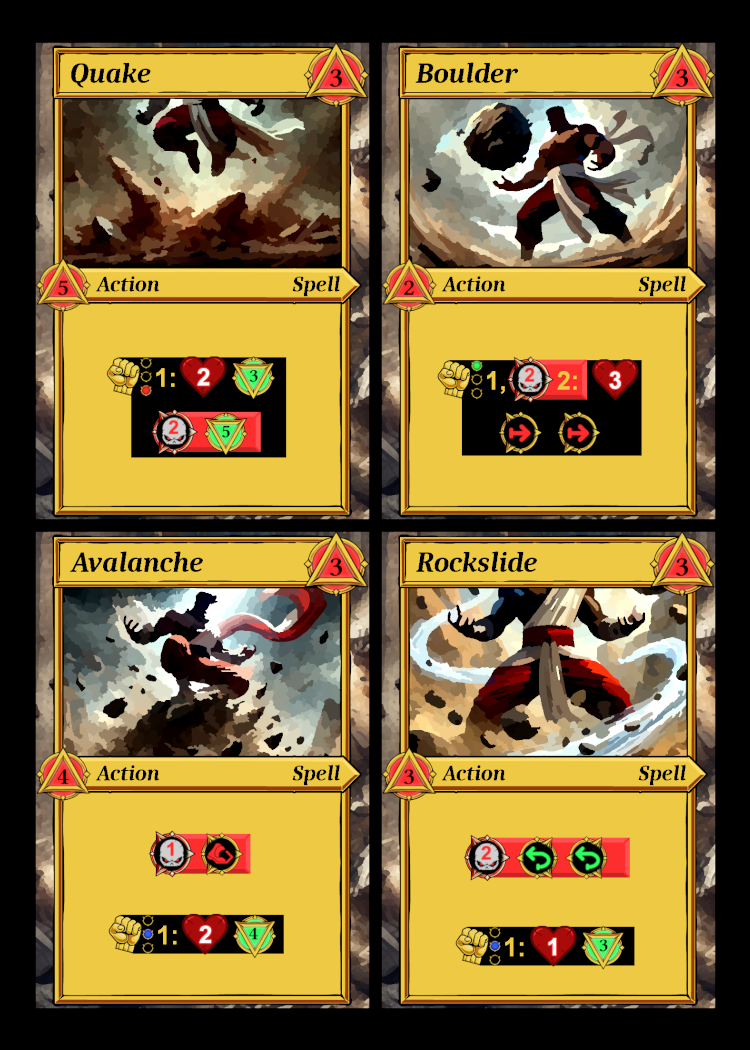 Quake 3
5 Action Spell
1: 2 3
2 5
Boulder 3
2 Action Spell
1, 2 2: 3
Avalanche 3
4 Action Spell
1
1: 2 4
Rockslide 3
3 Action Spell
2
1: 1 3